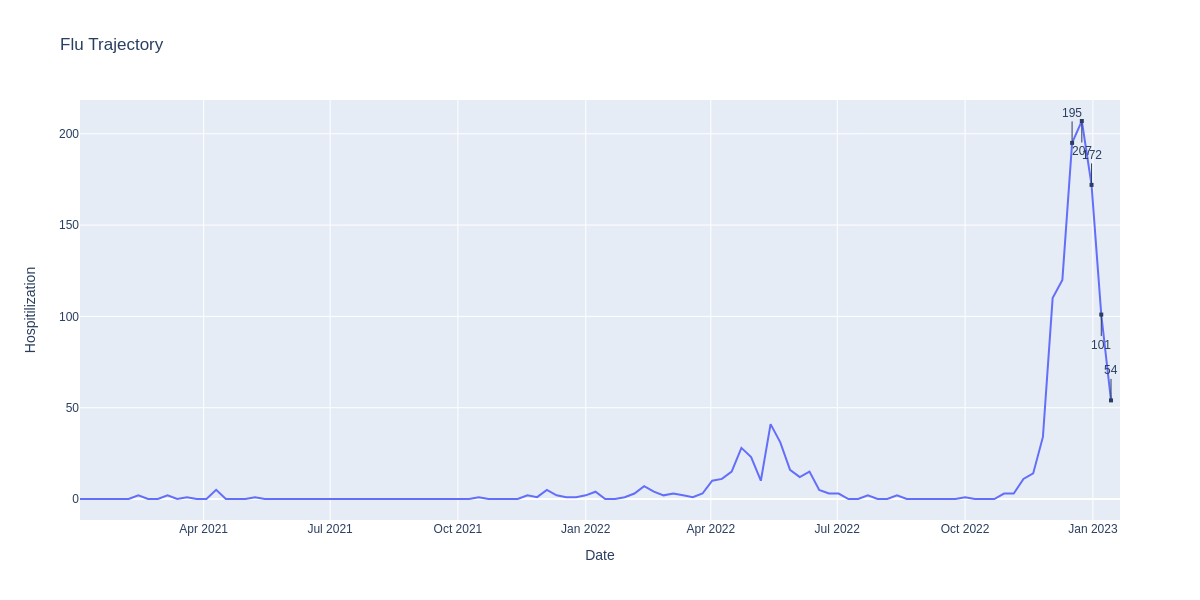 Flu Trajectory
Hospitilization
200
150
100
50
0
195
207
172
101
54
Apr 2021
Jul 2021
Oct 2021
Jan 2022
Apr 2022
Jul 2022
Oct 2022
Jan 2023
Date